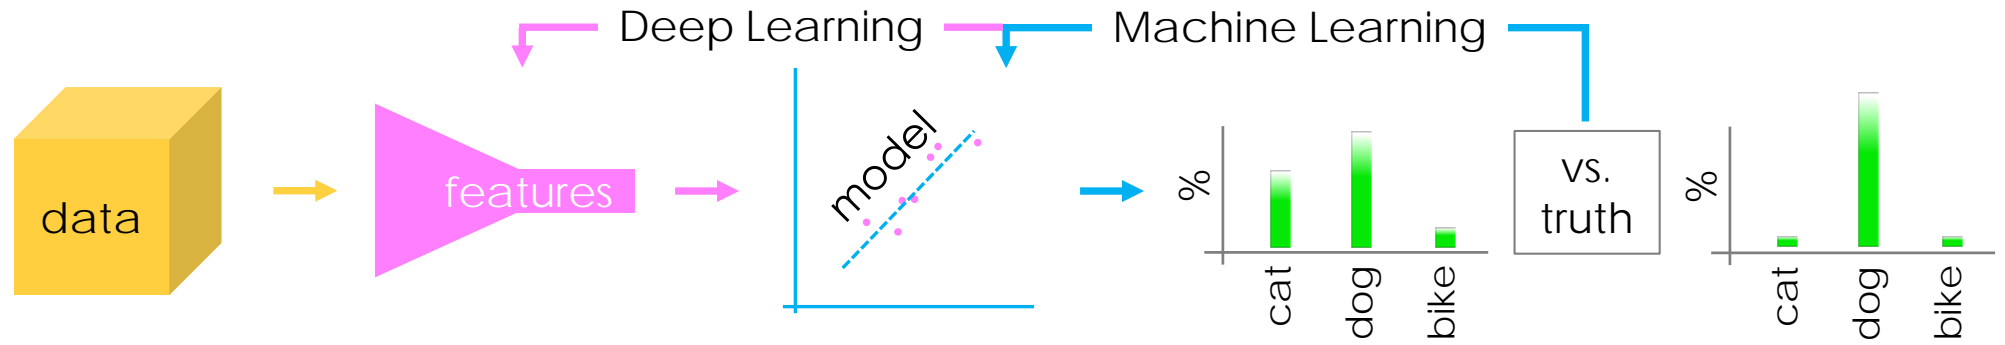 Deep Learning
Machine Learning
data
features
model
%
cat
dog
bike
vs.
truth
%
cat
dog
bike